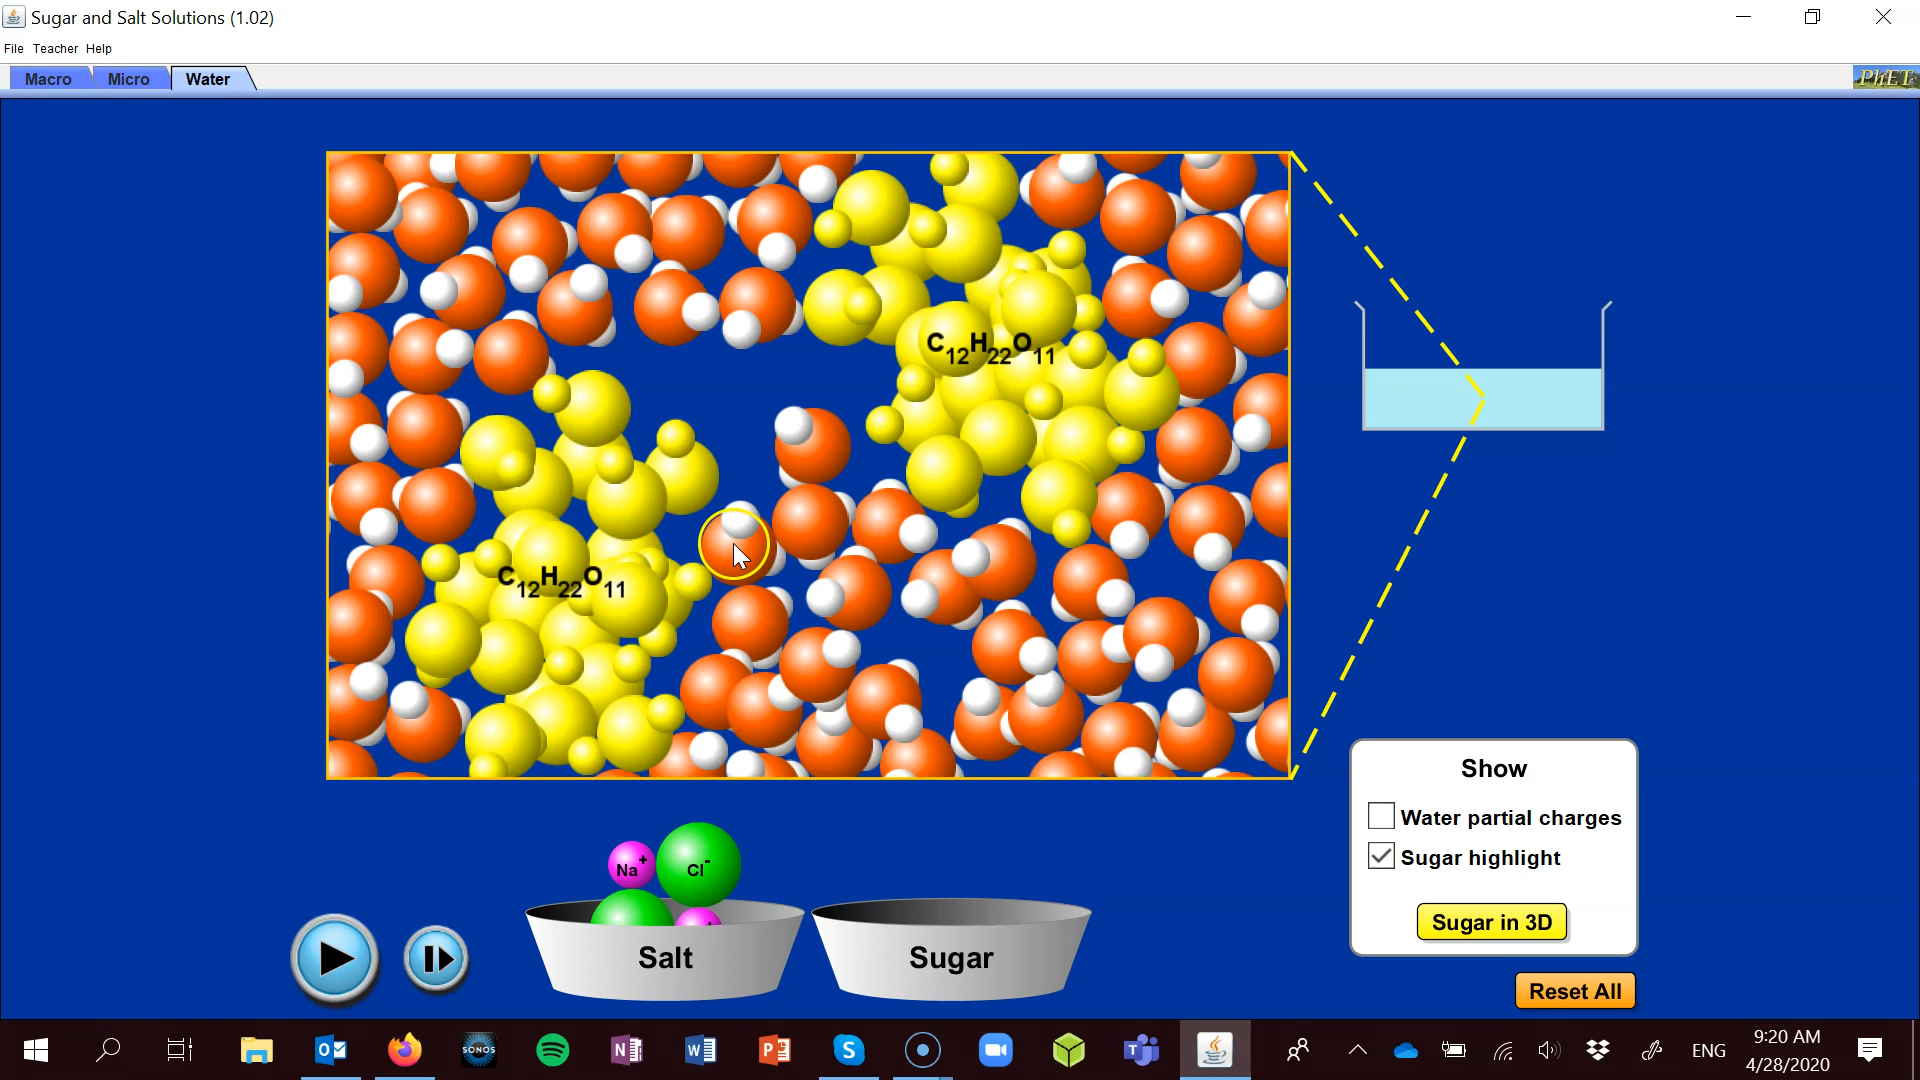 Sugar and Salt Solutions (1.02)
File Teacher Help
Macro Micro Water
PhET
C12H22O11
C12H22O11
Show
Water partial charges
Sugar highlight
Sugar in 3D
Na+ Cl-
Salt Sugar
Reset All
SONOS
ENG
9:20 AM
4/28/2020